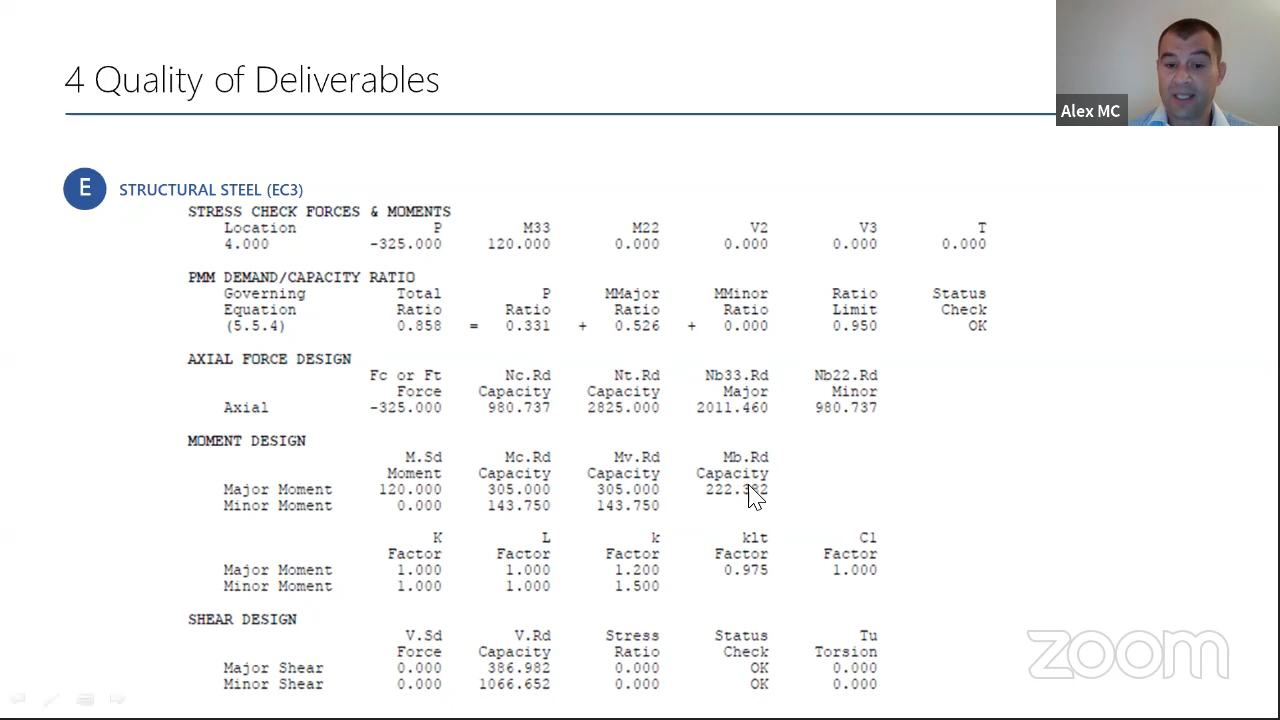 4 Quality of Deliverables
Alex MC
E STRUCTURAL STEEL (EC3)
STRESS CHECK FORCES & MOMENTS
Location P M33 M22 V2 V3 T
4.000 -325.000 120.000 0.000 0.000 0.000 0.000
PMM DEMAND/CAPACITY RATIO
Governing Total P MMajor MMinor Ratio Status
Equation Ratio Ratio Ratio Ratio Limit Check
(5.5.4) 0.858 = 0.331 + 0.526 + 0.000 0.950 OK
AXIAL FORCE DESIGN
Fc or Ft Nc.Rd Nt.Rd Nb33.Rd Nb22.Rd
Force Capacity Capacity Major Minor
Axial -325.000 980.737 2825.000 2011.460 980.737
MOMENT DESIGN
M.Sd Mc.Rd Mv.Rd Mb.Rd
Moment Capacity Capacity Capacity
Major Moment 120.000 305.000 305.000
Minor Moment 0.000 143.750 143.750
K L k klt C1
Factor Factor Factor Factor Factor
Major Moment 1.000 1.000 1.200 0.975 1.000
Minor Moment 1.000 1.000 1.500
SHEAR DESIGN
V.Sd V.Rd Stress Status Tu
Force Capacity Ratio Check Torsion
Major Shear 0.000 386.982 0.000 OK 0.000
Minor Shear 0.000 1066.652 0.000 OK 0.000
zoom